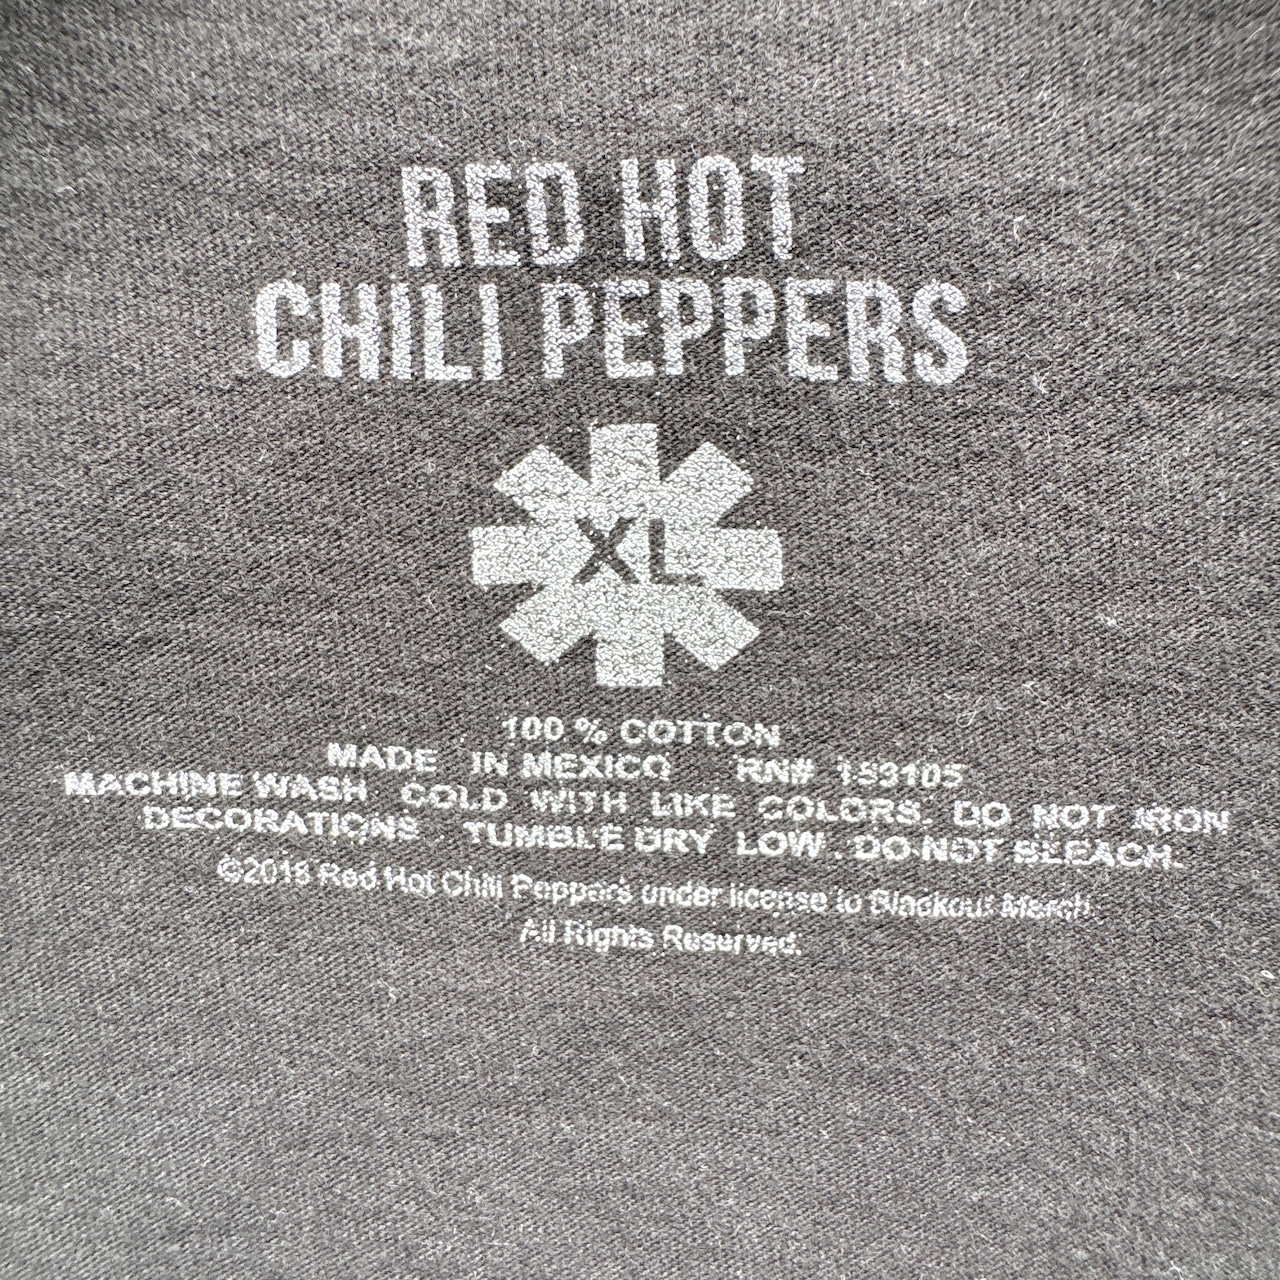 RED HOT
CHILI PEPPERS
XL
100 % COTTON
MADE IN MEXICO RN# 153105
MACHINE WASH COLD WITH LIKE COLORS. DO NOT IRON
DECORATIONS. TUMBLE DRY LOW. DO NOT BLEACH.
©2018 Red Hot Chili Peppers under license to Blackout Merch.
All Rights Reserved.